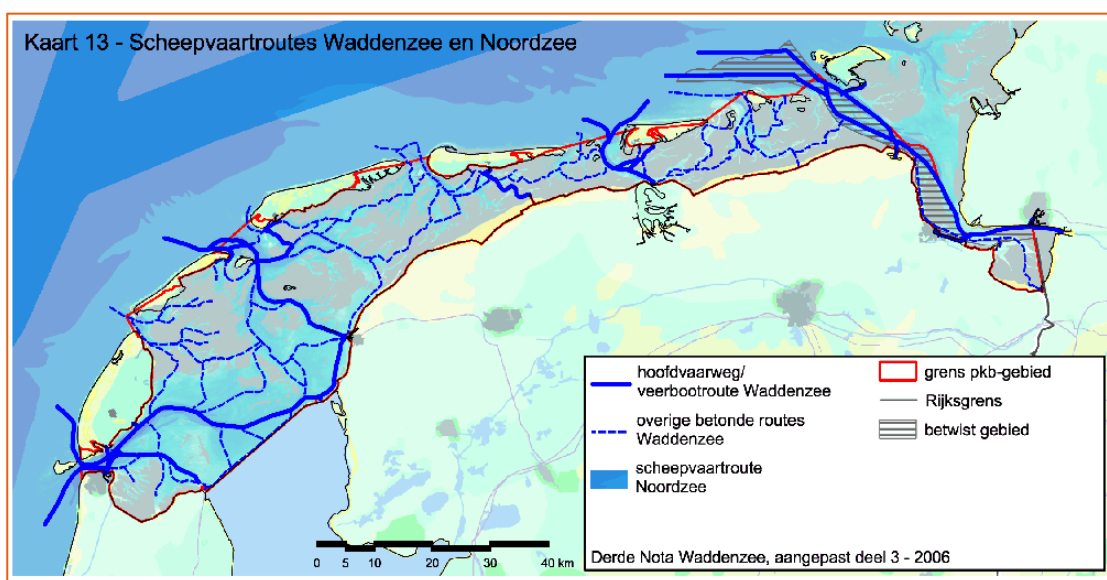 Kaart 13 - Scheepvaartroutes Waddenzee en Noordzee
hoofdvaarweg/
veerbootroute Waddenzee
overige betonde routes
Waddenzee
scheepvaartroute
Noordzee
grens pkb-gebied
Rijksgrens
betwist gebied
0 5 10 20 30 40 km
Derde Nota Waddenzee, aangepast deel 3 - 2006